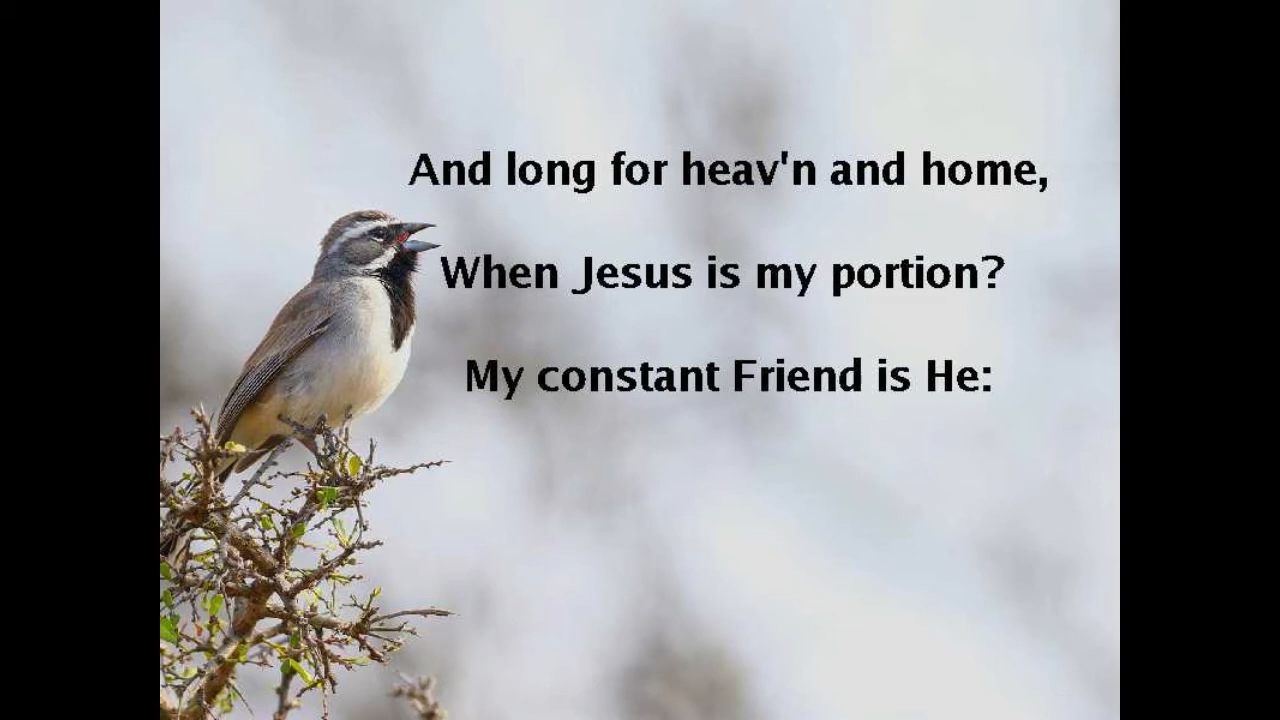 And long for heav'n and home,
When Jesus is my portion?
My constant Friend is He: